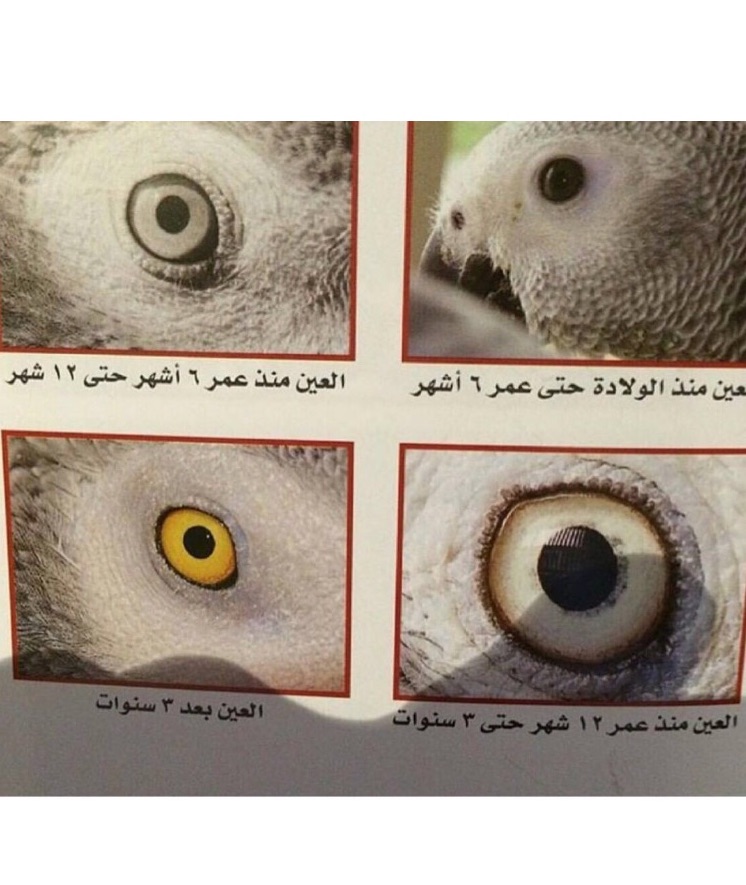 العين منذ الولادة حتى عمر ٦ أشهر
العين منذ عمر ٦ أشهر حتى ١٢ شهر
العين منذ عمر ١٢ شهر حتى ٣ سنوات
العين بعد ٣ سنوات